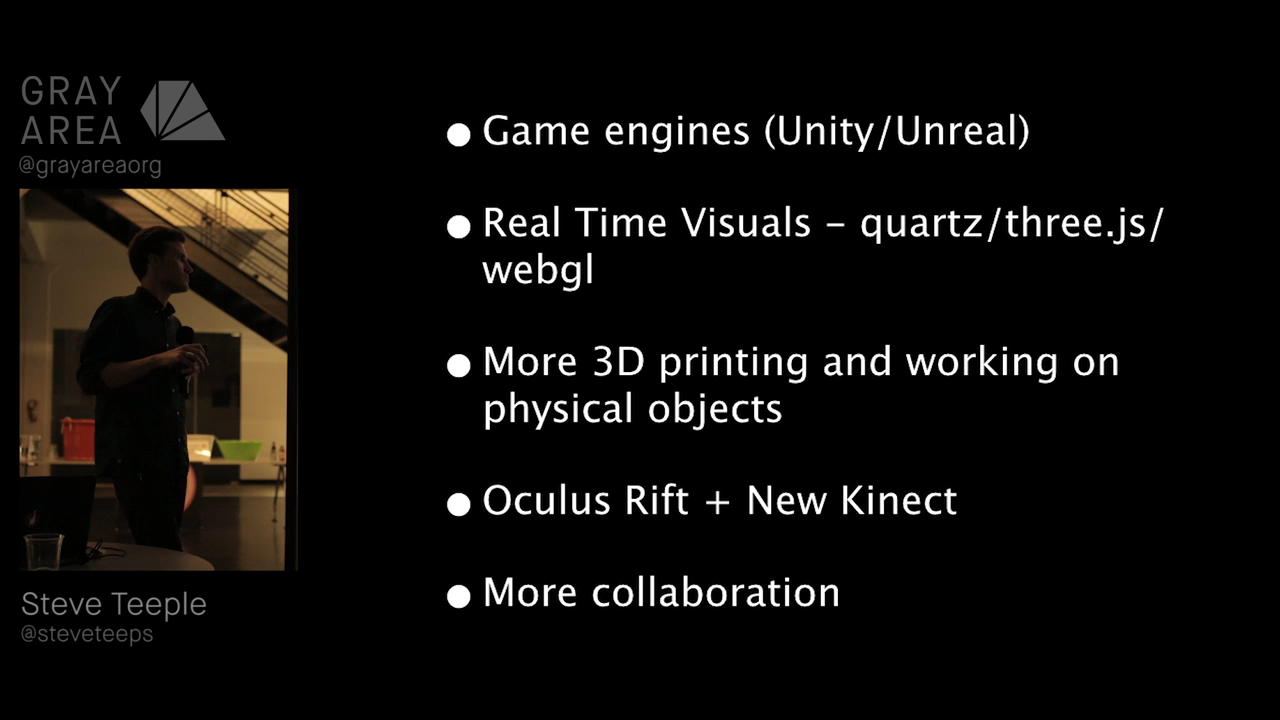 GRAY
AREA
@grayareaorg
Steve Teeple
@steveteeps
● Game engines (Unity/Unreal)
● Real Time Visuals – quartz/three.js/
webgl
● More 3D printing and working on
physical objects
● Oculus Rift + New Kinect
● More collaboration